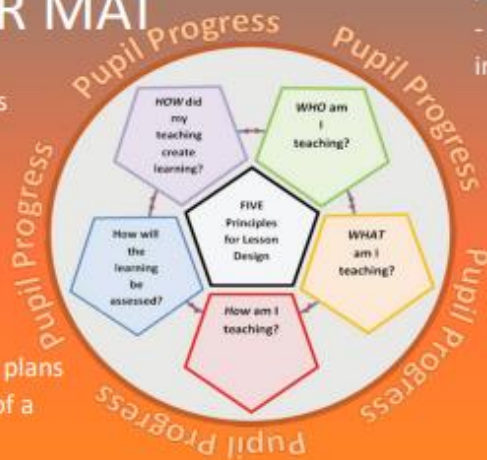 R MAT
-
in
s
Pupil Progress
Pupil Progress
Pupil Progress
Pupil Progress
Pupil Progress
HOW did
my
teaching
create
learning?
WHO am
I
teaching?
FIVE
Principles
for Lesson
Design
WHAT
am I
teaching?
How will
the
learning
be
assessed?
How am I
teaching?
plans
of a